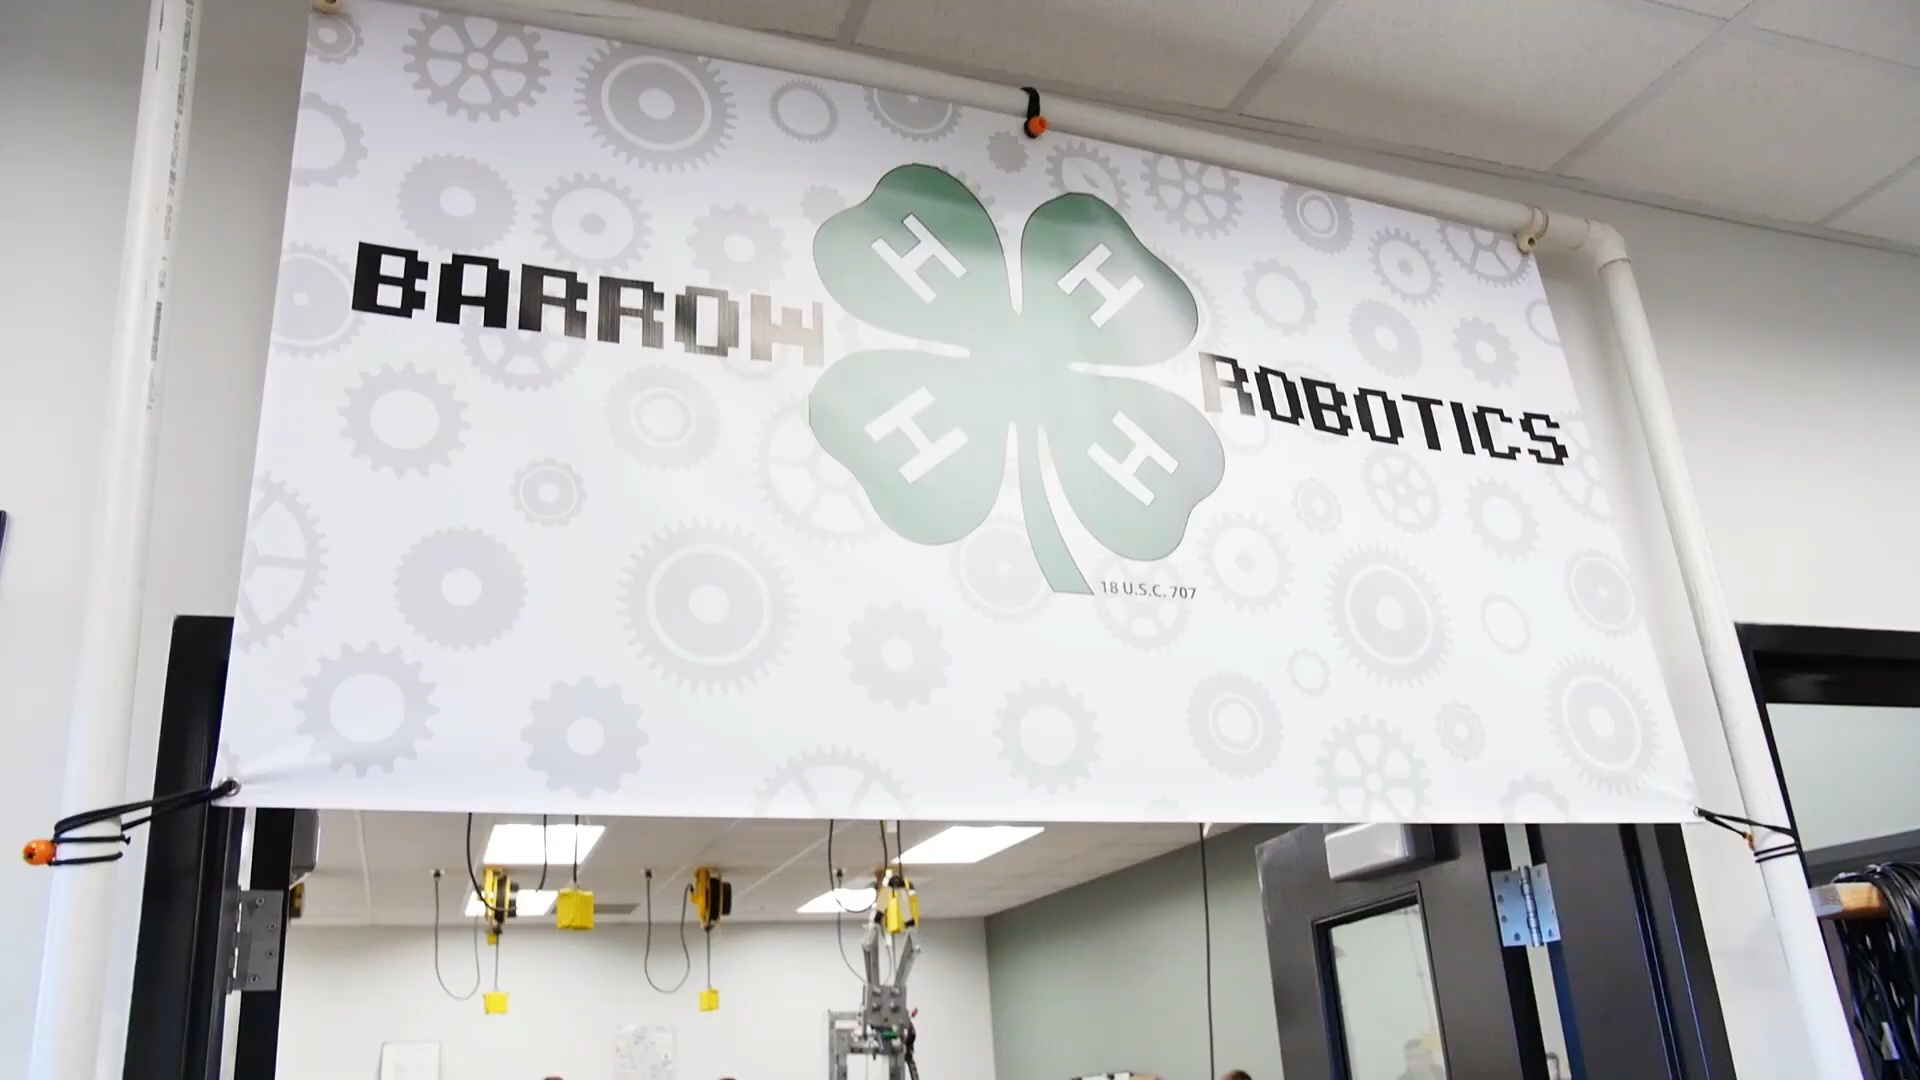 BARROW
H H
H H
ROBOTICS
18 U.S.C. 707